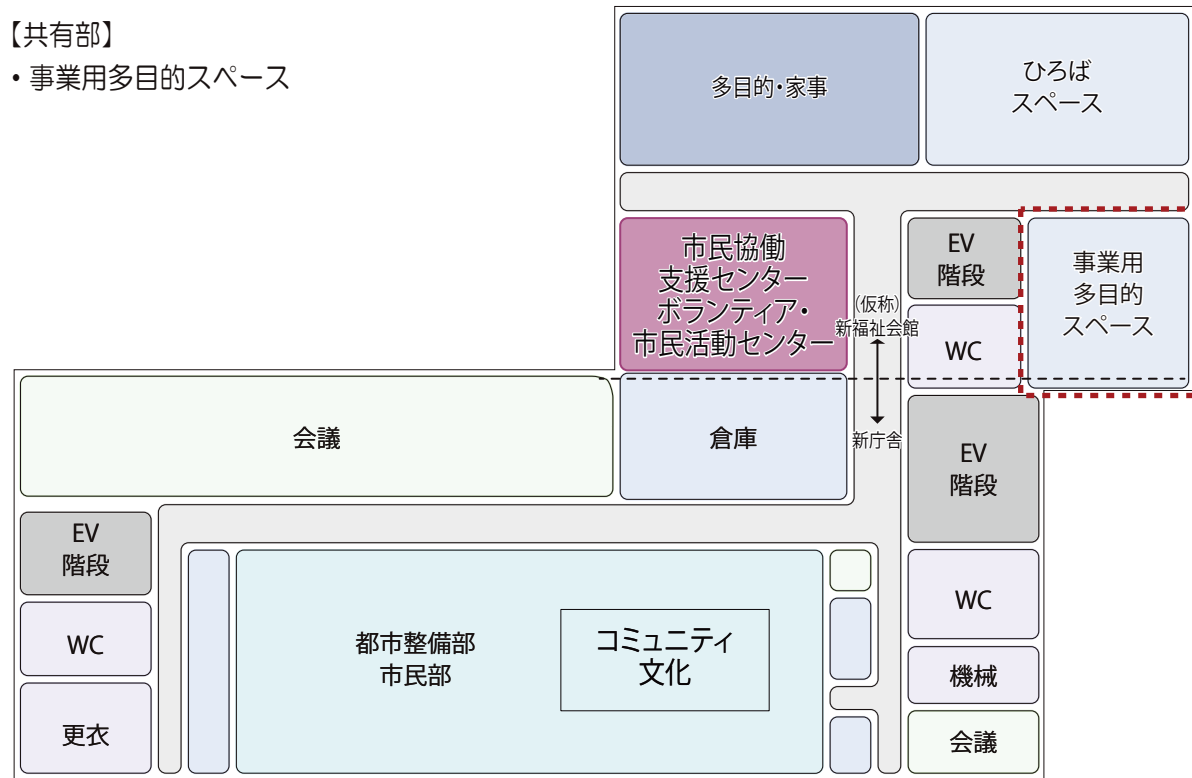 【共有部】
・事業用多目的スペース
多目的・家事
ひろば
スペース
市民協働
支援センター
ボランティア・
市民活動センター
(仮称)
新福祉会館
EV
階段
WC
事業用
多目的
スペース
会議
倉庫
新庁舎
EV
階段
EV
階段
WC
更衣
都市整備部
市民部
コミュニティ
文化
WC
機械
会議